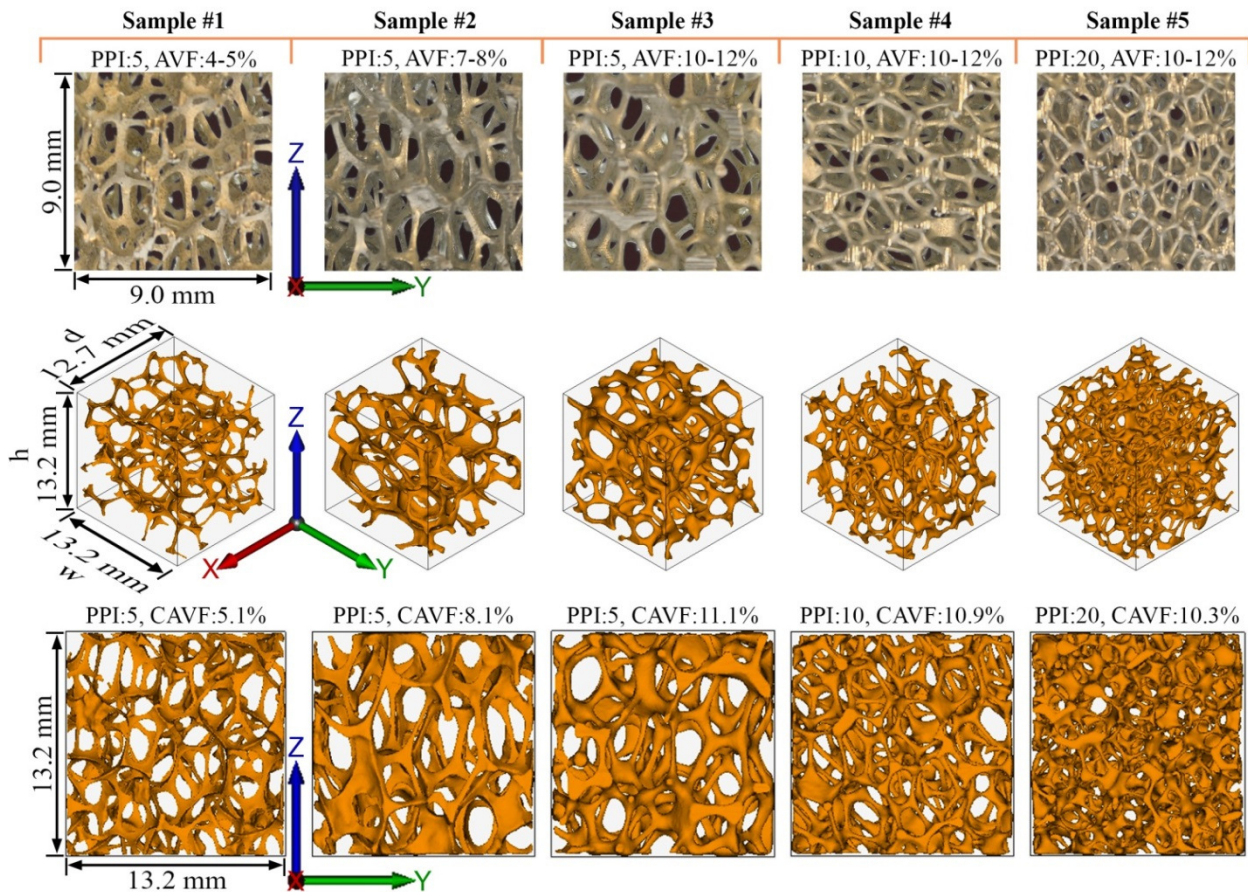 Sample #1 Sample #2 Sample #3 Sample #4 Sample #5
PPI:5, AVF:4-5% PPI:5, AVF:7-8% PPI:5, AVF:10-12% PPI:10, AVF:10-12% PPI:20, AVF:10-12%
9.0 mm
Z
X
Y
9.0 mm
d
12.7 mm
h
13.2 mm
13.2 mm
w
Z
X
Y
PPI:5, CAVF:5.1% PPI:5, CAVF:8.1% PPI:5, CAVF:11.1% PPI:10, CAVF:10.9% PPI:20, CAVF:10.3%
13.2 mm
Z
X
Y
13.2 mm